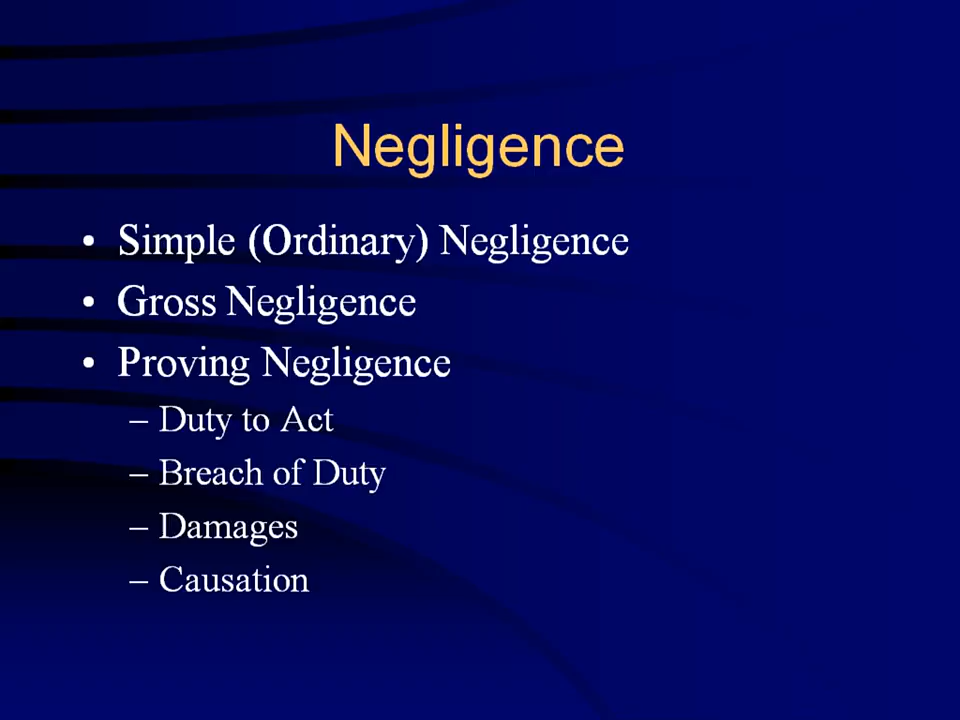 Negligence
• Simple (Ordinary) Negligence
• Gross Negligence
• Proving Negligence
– Duty to Act
– Breach of Duty
– Damages
– Causation